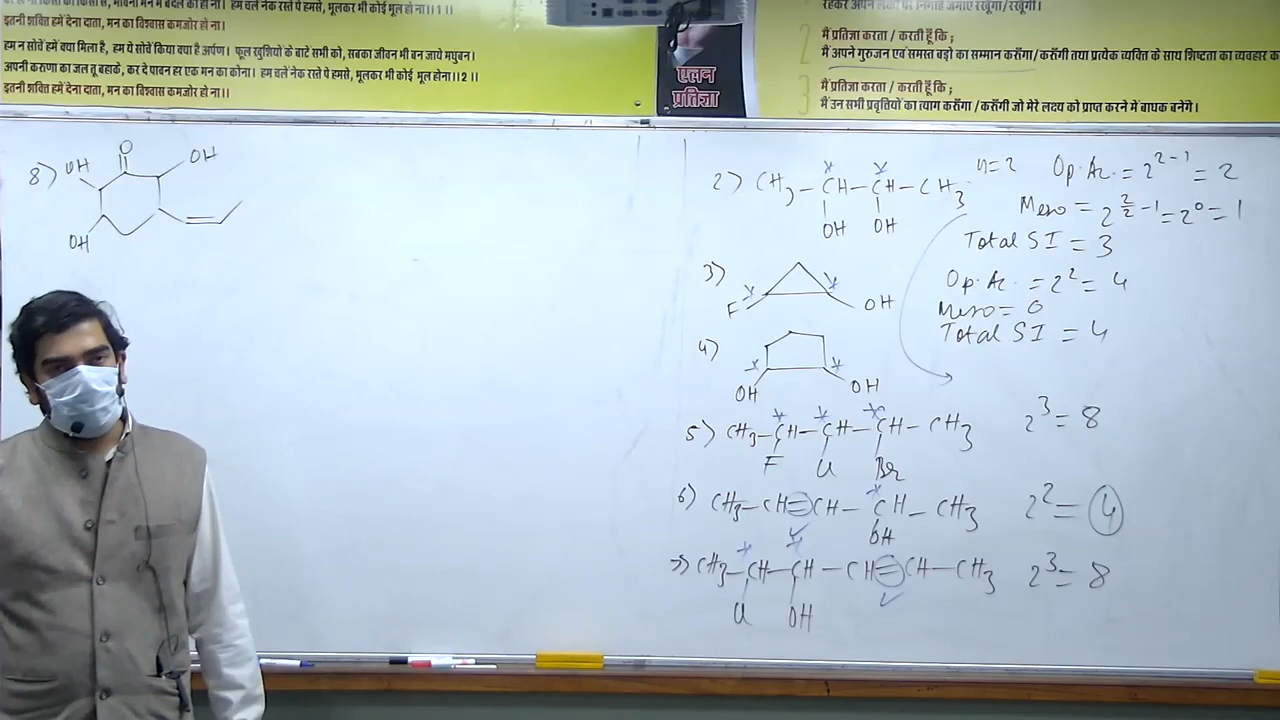 इतनी शक्ति हमें देना दाता, मन का विश्वास कमजोर हो ना।
हम न सोचें हमें क्या मिला है, हम ये सोचें किया क्या है अर्पण। फूल खुशियों के बाटे सभी को, सबका जीवन भी बन जाये मधुबन।
अपनी करुणा का जल तू बहाके, कर दे पावन हर एक मन का कोना। हम चलें नेक रस्ते पे हमसे, भूलकर भी कोई भूल हो ना।।2।।
इतनी शक्ति हमें देना दाता, मन का विश्वास कमजोर हो ना।।
एलन
प्रतिज्ञा
2 मैं प्रतिज्ञा करता / करती हूँ कि ;
मैं अपने गुरुजन एवं समस्त बड़ो का सम्मान करूँगा / करूँगी तथा प्रत्येक व्यक्ति के साथ शिष्टता का व्यवहार
3 मैं प्रतिज्ञा करता / करती हूँ कि ;
मैं उन सभी प्रवृत्तियों का त्याग करूँगा / करूँगी जो मेरे लक्ष्य को प्राप्त करने में बाधक बनेंगे।
8) OH O OH
OH
2) CH3-CH-CH-CH3 n=2 Op. Ac. = 2^2-1 = 2
OH OH
Meso = 2^2/2-1 = 2^0 = 1
Total SI = 3
3) F OH
Op. Ac. = 2^2 = 4
Meso = 0
Total SI = 4
4) OH OH
5) CH3-CH-CH-CH-CH3 2^3 = 8
F Cl Br
6) CH3-CH=CH-CH-CH3 2^2 = 4
OH
7) CH3-CH-CH-CH=CH-CH3 2^3 = 8
Cl OH